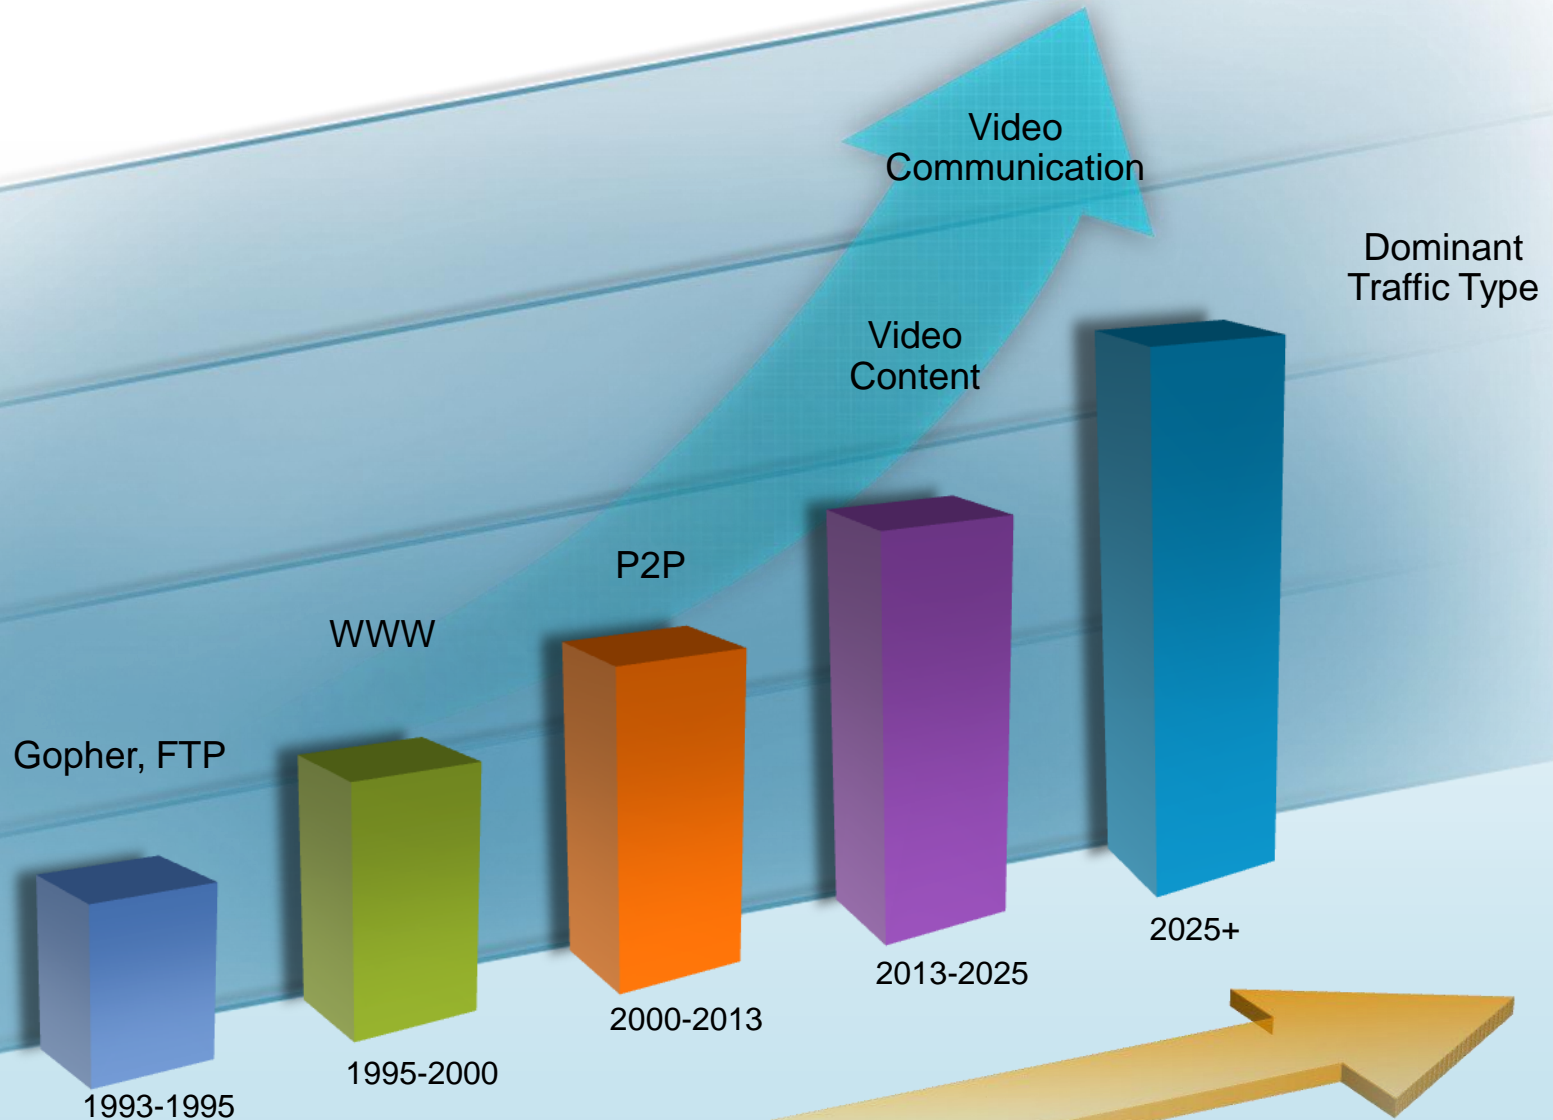 Video
Communication
Dominant
Traffic Type
Video
Content
P2P
WWW
Gopher, FTP
2025+
2013-2025
2000-2013
1995-2000
1993-1995